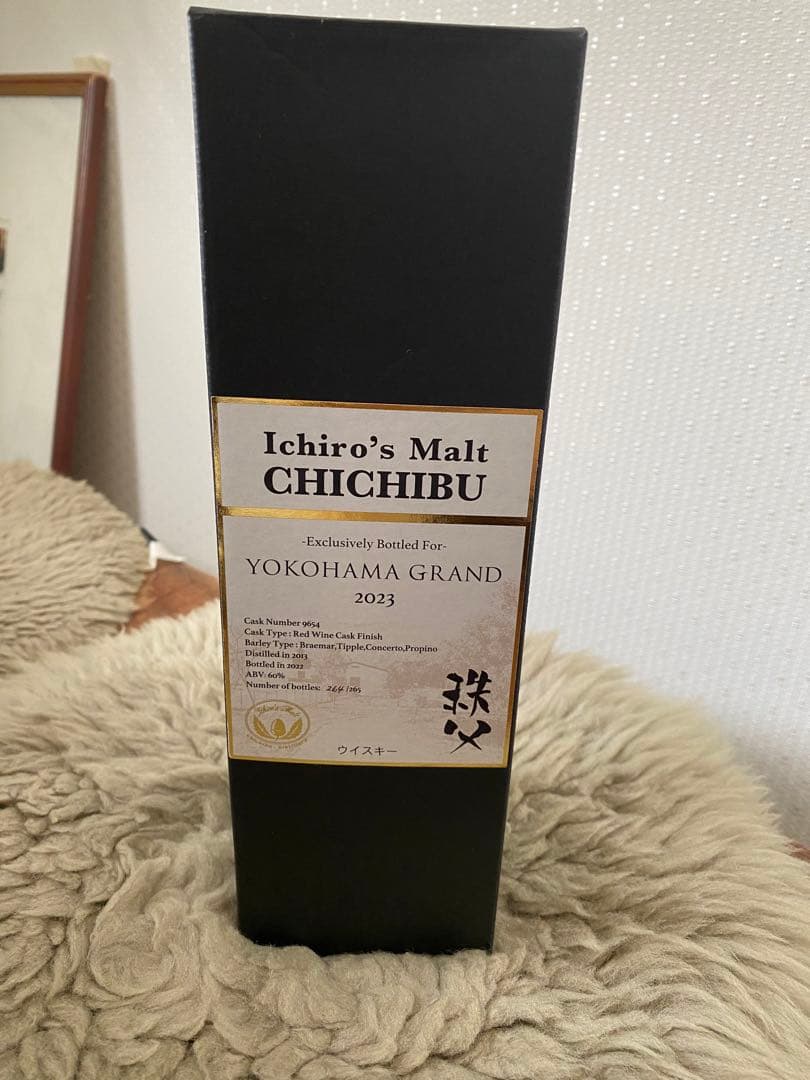 Ichiro's Malt
CHICHIBU
-Exclusively Bottled For-
YOKOHAMA GRAND
2023
Cask Number 9654
Cask Type : Red Wine Cask Finish
Barley Type : Braemar,Tipple,Concerto,Propino
Distilled in 2013
Bottled in 2022
ABV: 60%
Number of bottles: 264/265
秩父
Ichiro's Malt
ウイスキー